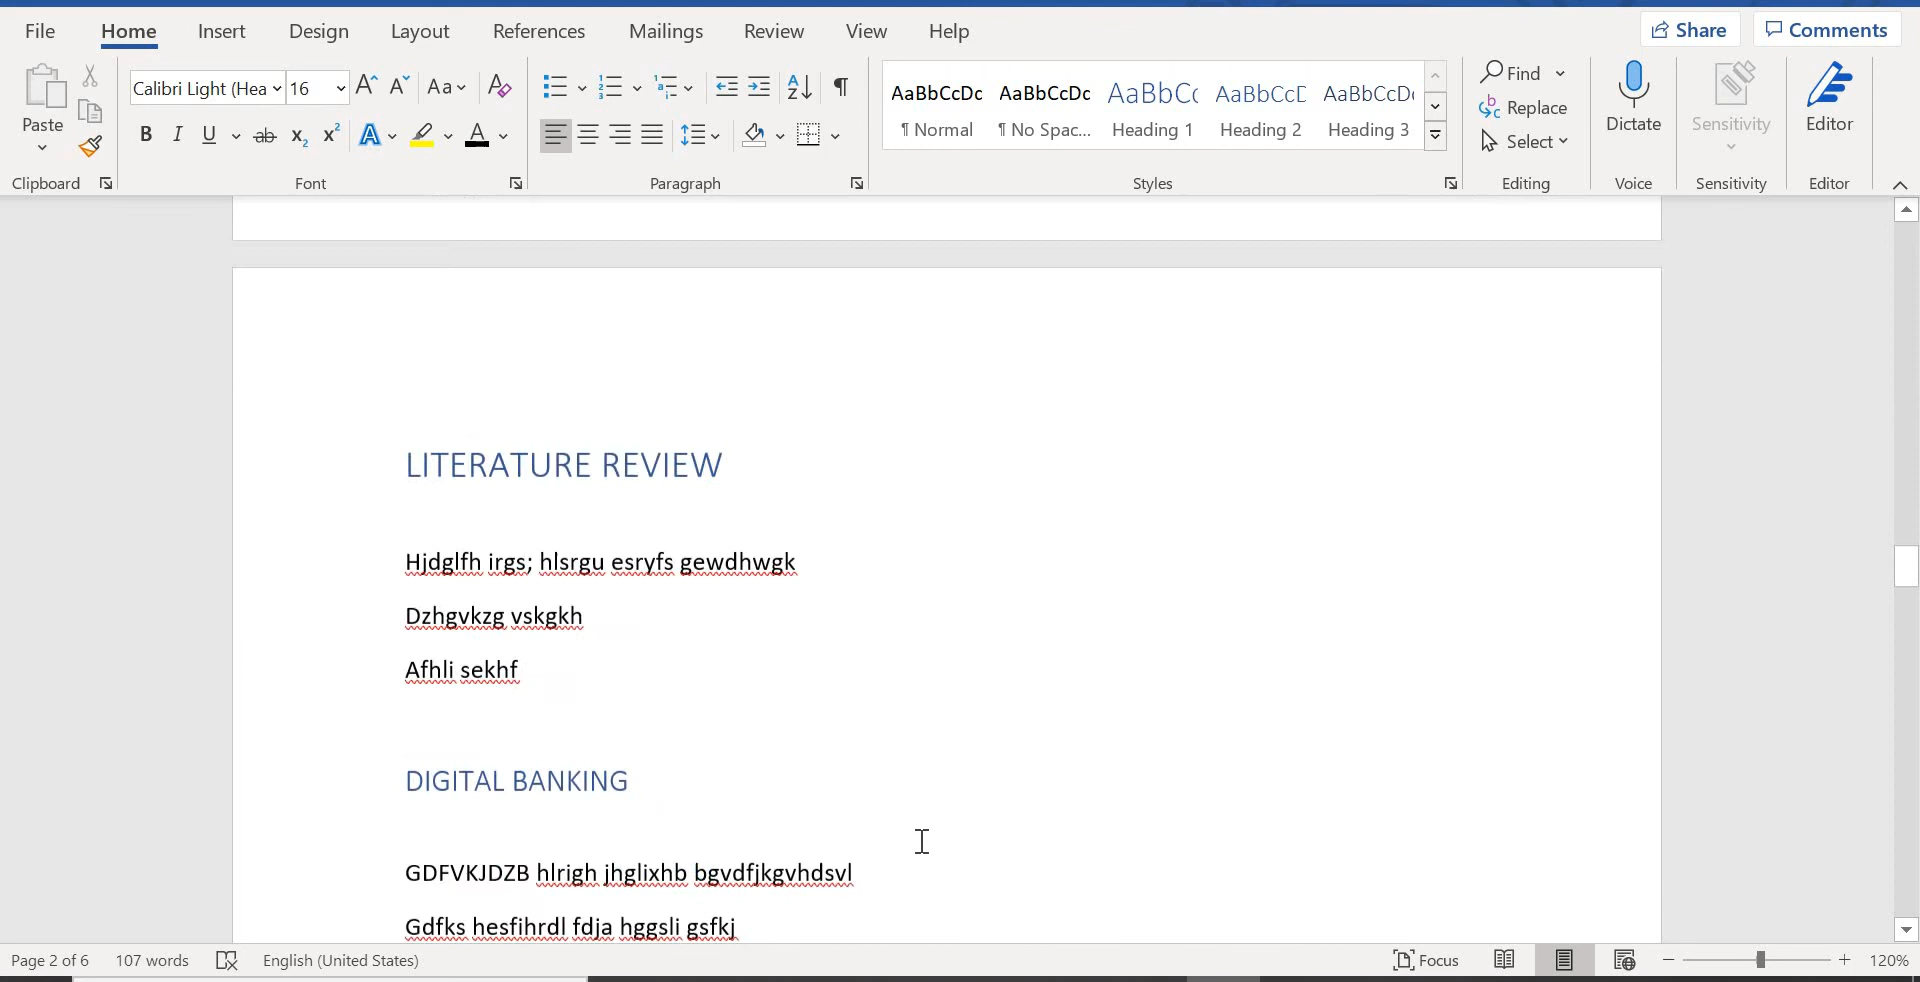 File Home Insert Design Layout References Mailings Review View Help Share Comments
Calibri Light (Hea 16 Aa
AaBbCcDc AaBbCcDc AaBbCc AaBbCcD AaBbCcD
Find
Replace
Select
Paste
B I U ab x2 x2 A A
¶ Normal ¶ No Spac... Heading 1 Heading 2 Heading 3
Dictate Sensitivity Editor
Clipboard Font Paragraph Styles Editing Voice Sensitivity Editor
LITERATURE REVIEW
Hjdglfh irgs; hlsrgu esryfs gewdhwgk
Dzhgvkzg vskgkh
Afhli sekhf
DIGITAL BANKING
GDFVKJDZB hlrigh jhglixhb bgvdfjkgvhdsvl
Gdfks hesfihrdl fdja hggsli gsfkj
Page 2 of 6 107 words English (United States) Focus 120%